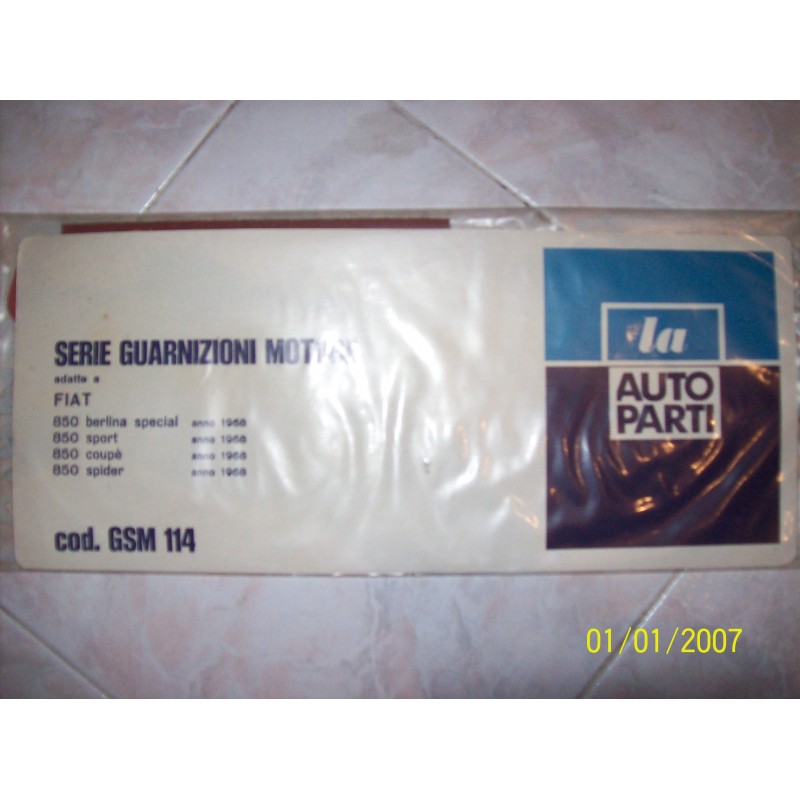 SERIE GUARNIZIONI
adatte a
FIAT
850 berlina special anno 1968
850 sport anno 1968
850 coupè anno 1968
850 spider anno 1968
cod. GSM 114
la
AUTO
PARTI
01/01/2007